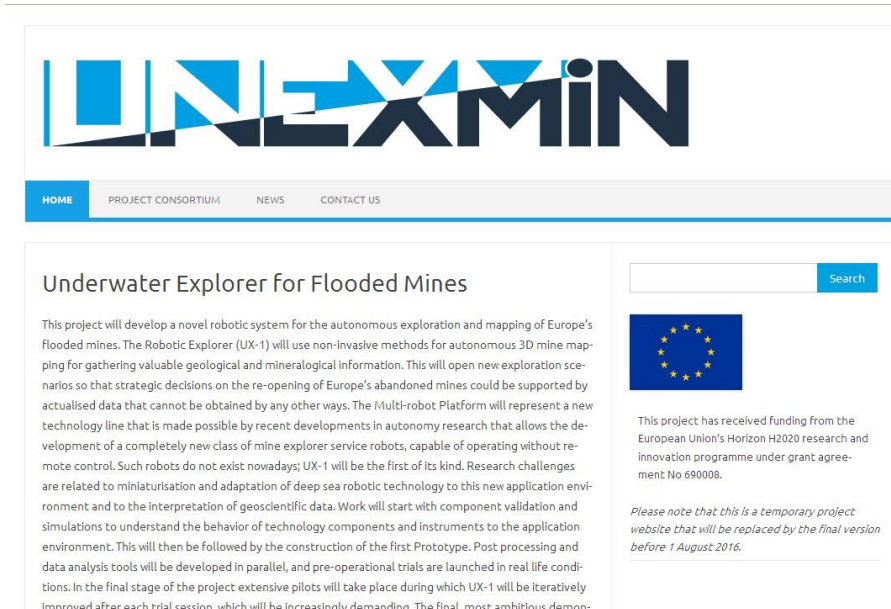 UNEXMiN
HOME PROJECT CONSORTIUM NEWS CONTACT US
Underwater Explorer for Flooded Mines
This project will develop a novel robotic system for the autonomous exploration and mapping of Europe's
flooded mines. The Robotic Explorer (UX-1) will use non-invasive methods for autonomous 3D mine map-
ping for gathering valuable geological and mineralogical information. This will open new exploration sce-
narios so that strategic decisions on the re-opening of Europe's abandoned mines could be supported by
actualised data that cannot be obtained by any other ways. The Multi-robot Platform will represent a new
technology line that is made possible by recent developments in autonomy research that allows the de-
velopment of a completely new class of mine explorer service robots, capable of operating without re-
mote control. Such robots do not exist nowadays; UX-1 will be the first of its kind. Research challenges
are related to miniaturisation and adaptation of deep sea robotic technology to this new application envi-
ronment and to the interpretation of geoscientific data. Work will start with component validation and
simulations to understand the behavior of technology components and instruments to the application
environment. This will then be followed by the construction of the first Prototype. Post processing and
data analysis tools will be developed in parallel, and pre-operational trials are launched in real life condi-
tions. In the final stage of the project extensive pilots will take place during which UX-1 will be iteratively
improved after each trial session, which will be increasingly demanding. The final, most ambitious demon-
Search
This project has received funding from the
European Union's Horizon H2020 research and
innovation programme under grant agree-
ment No 690008.
Please note that this is a temporary project
website that will be replaced by the final version
before 1 August 2016.